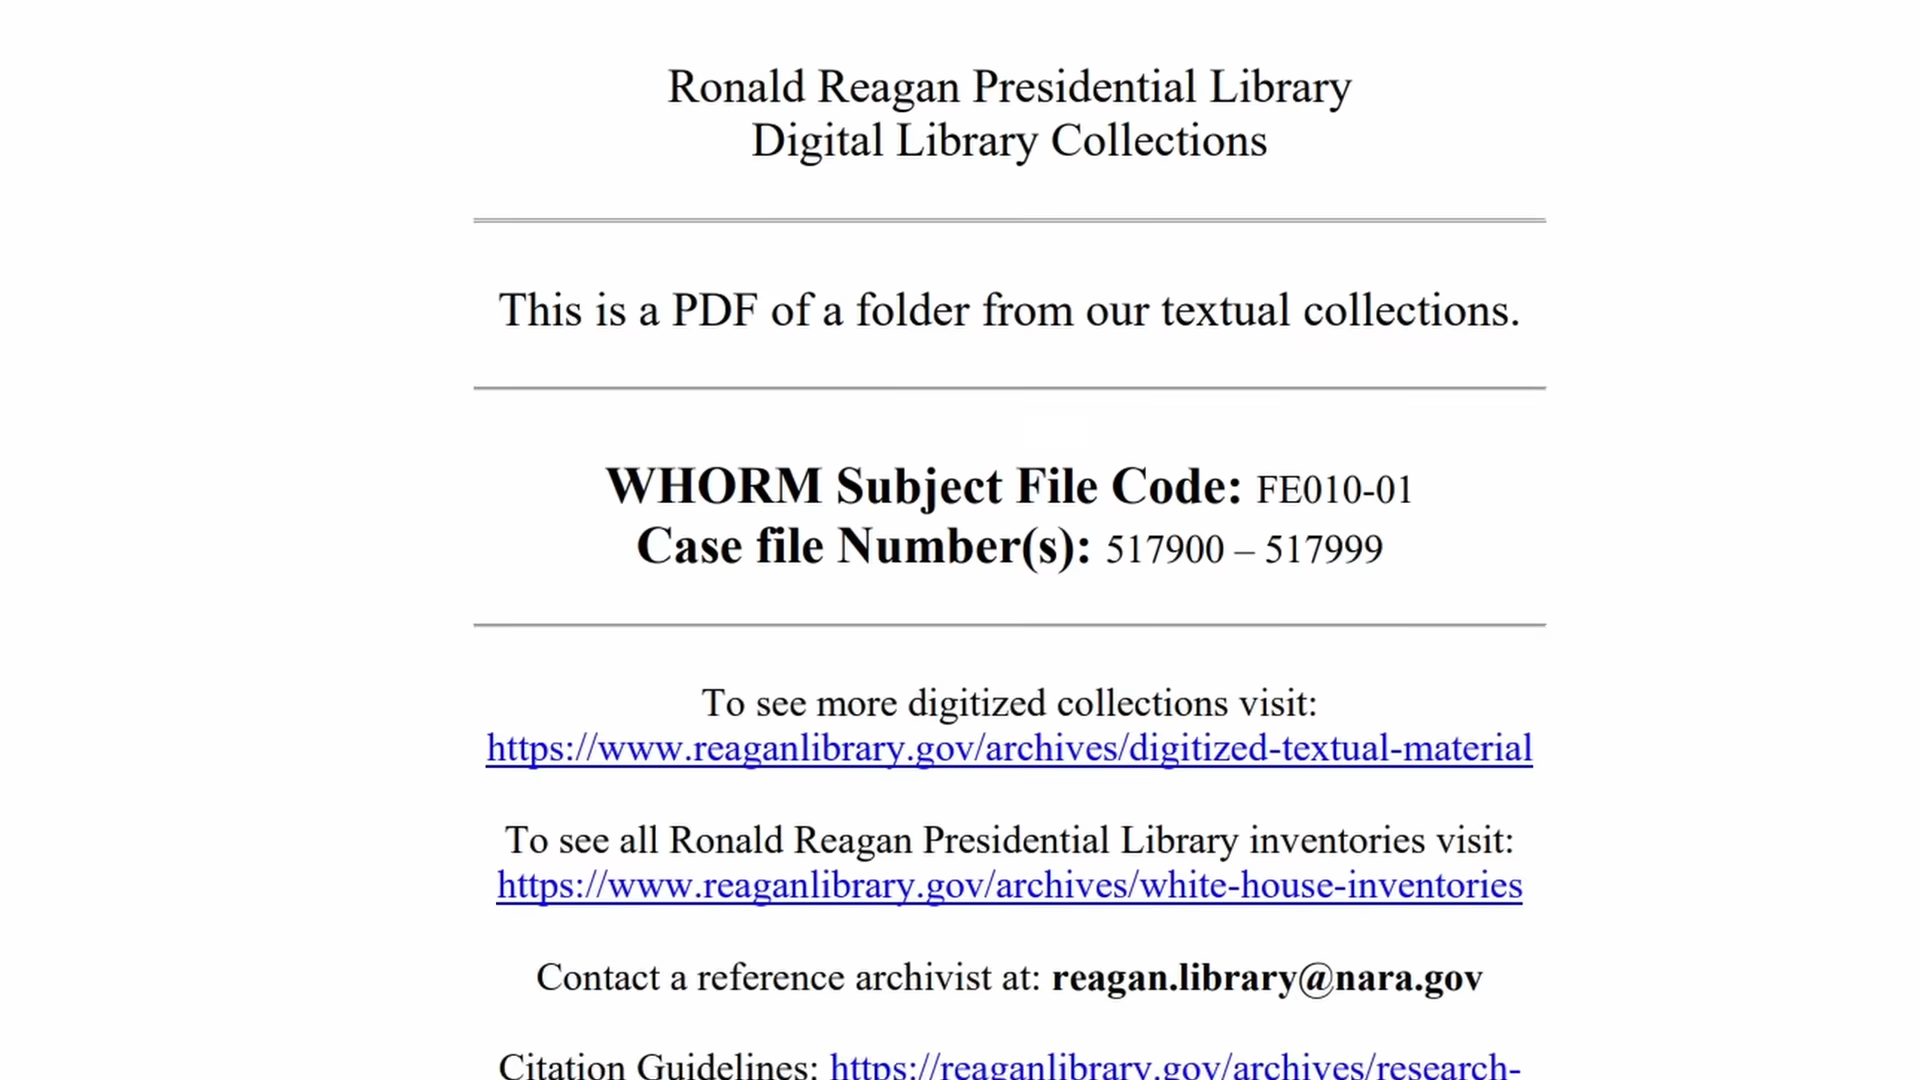 Ronald Reagan Presidential Library
Digital Library Collections
This is a PDF of a folder from our textual collections.
WHORM Subject File Code: FE010-01
Case file Number(s): 517900 – 517999
To see more digitized collections visit:
https://www.reaganlibrary.gov/archives/digitized-textual-material
To see all Ronald Reagan Presidential Library inventories visit:
https://www.reaganlibrary.gov/archives/white-house-inventories
Contact a reference archivist at: reagan.library@nara.gov
Citation Guidelines: https://reaganlibrary.gov/archives/research-